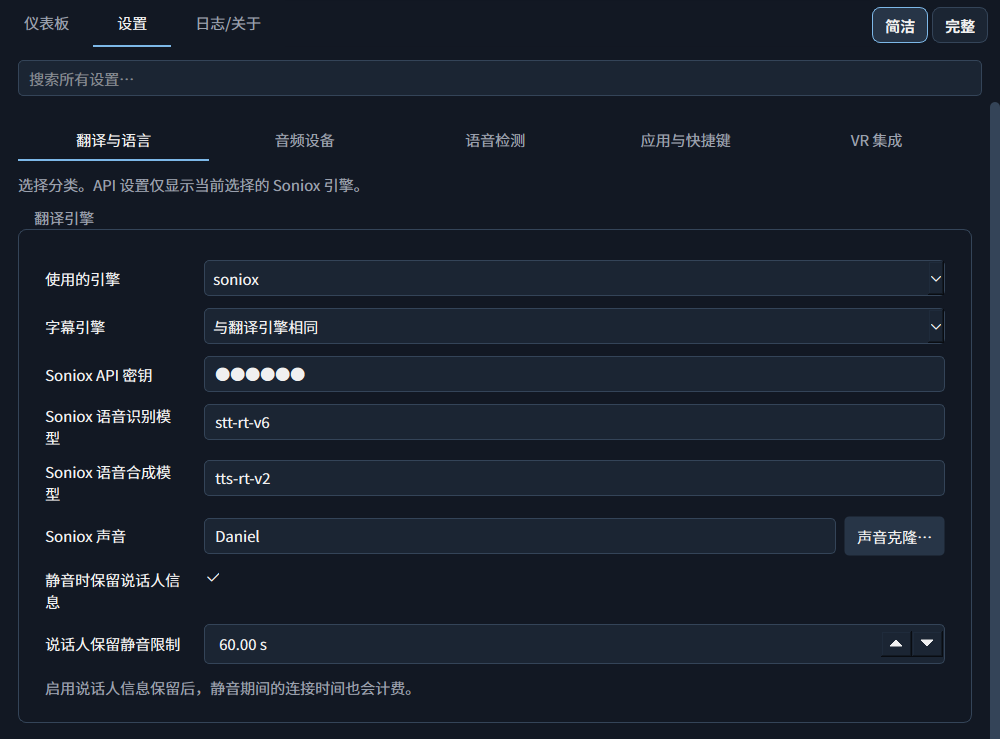 仪表板 设置 日志/关于 简洁 完整
搜索所有设置…
翻译与语言 音频设备 语音检测 应用与快捷键 VR 集成
选择分类。API 设置仅显示当前选择的 Soniox 引擎。
翻译引擎
使用的引擎 soniox
字幕引擎 与翻译引擎相同
Soniox API 密钥 ●●●●●●
Soniox 语音识别模
型 stt-rt-v6
Soniox 语音合成模
型 tts-rt-v2
Soniox 声音 Daniel 声音克隆…
静音时保留说话人信
息
说话人保留静音限制 60.00 s
启用说话人信息保留后，静音期间的连接时间也会计费。